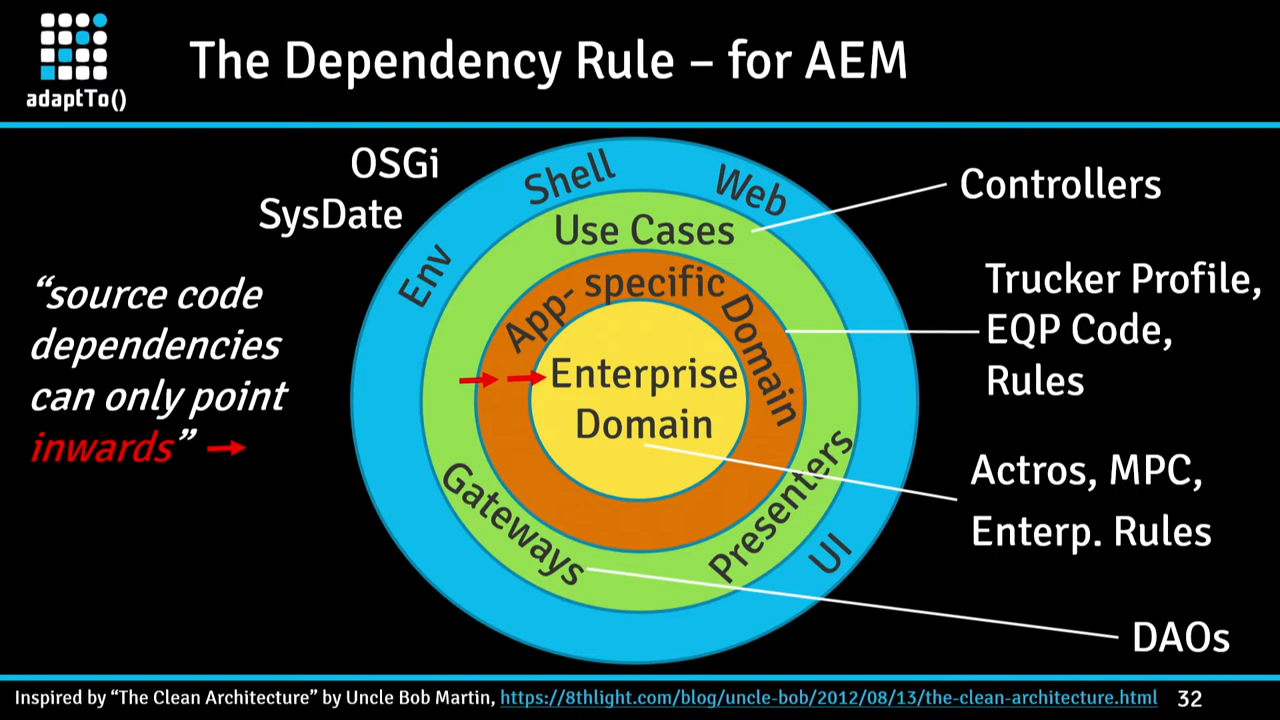 adaptTo()
The Dependency Rule – for AEM
OSGi
SysDate
“source code
dependencies
can only point
inwards”
Shell
Web
Env
UI
Use Cases
Gateways
Presenters
App- specific Domain
Enterprise
Domain
Controllers
Trucker Profile,
EQP Code,
Rules
Actros, MPC,
Enterp. Rules
DAOs
Inspired by “The Clean Architecture” by Uncle Bob Martin, https://8thlight.com/blog/uncle-bob/2012/08/13/the-clean-architecture.html 32